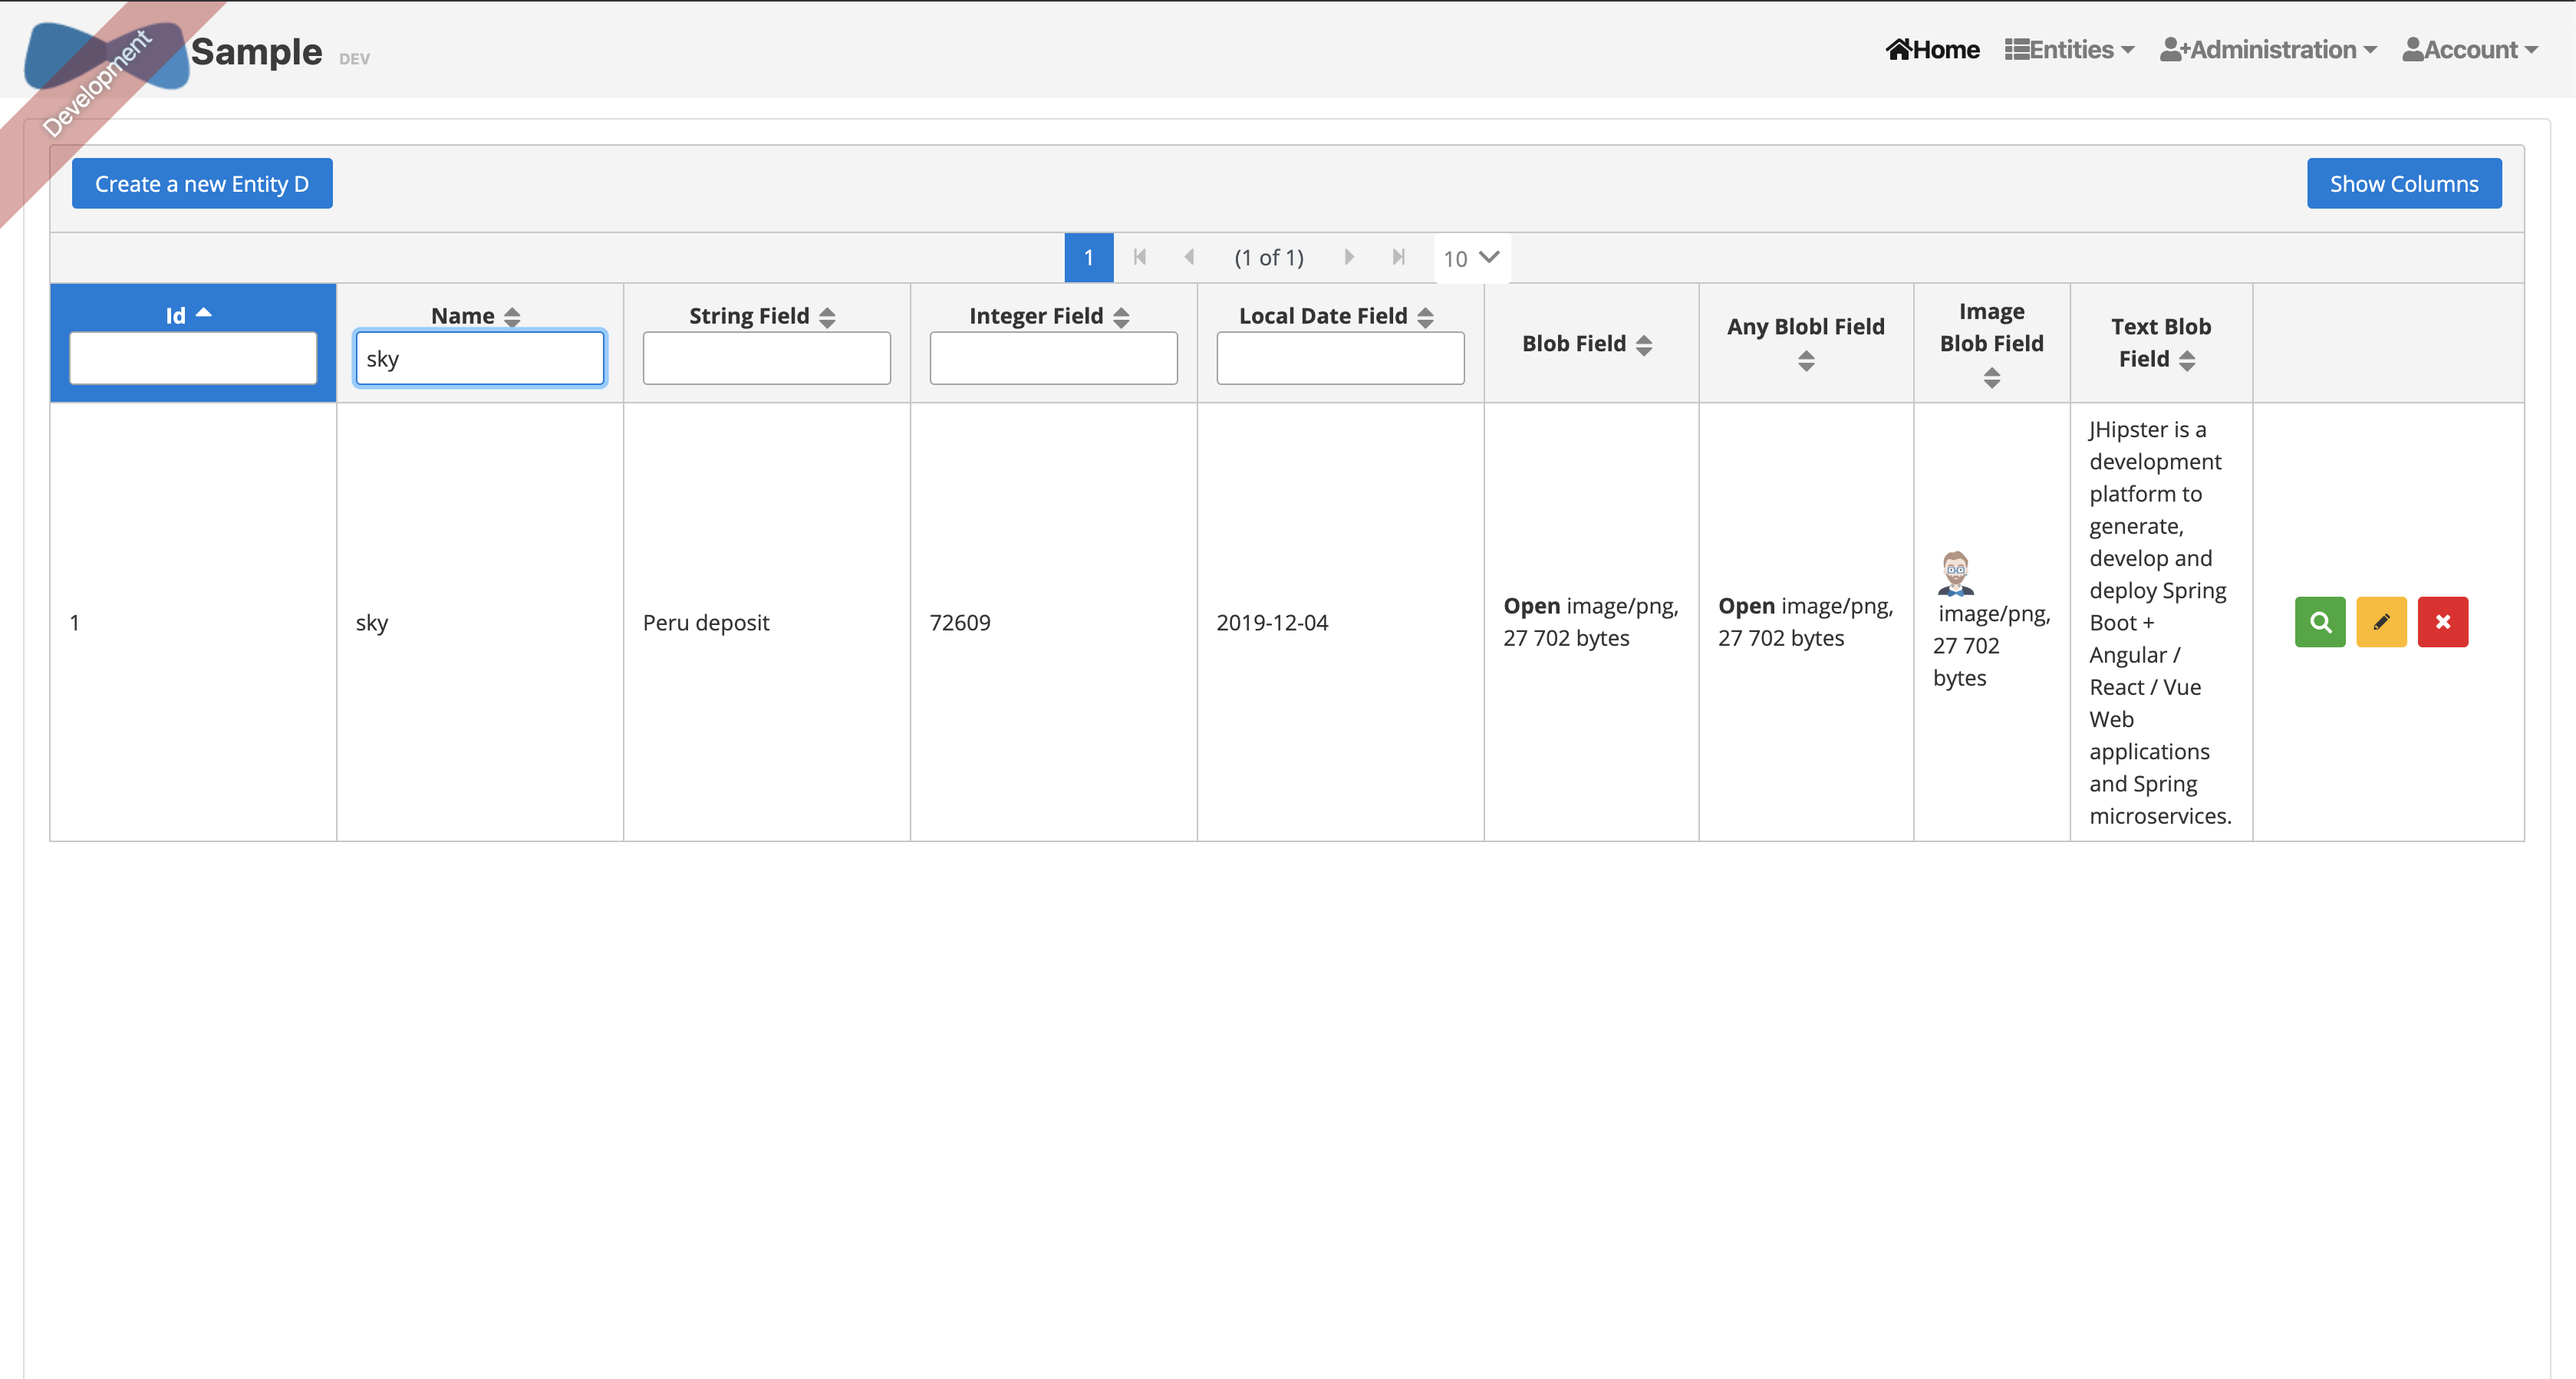 Development
Sample DEV
Home Entities +Administration Account
Create a new Entity D
Show Columns
1 (1 of 1) 10
Id Name String Field Integer Field Local Date Field Blob Field Any Blobl Field Image Blob Field Text Blob Field
sky
1 sky Peru deposit 72609 2019-12-04
Open image/png,
27 702 bytes
Open image/png,
27 702 bytes
image/png,
27 702
bytes
JHipster is a
development
platform to
generate,
develop and
deploy Spring
Boot +
Angular /
React / Vue
Web
applications
and Spring
microservices.